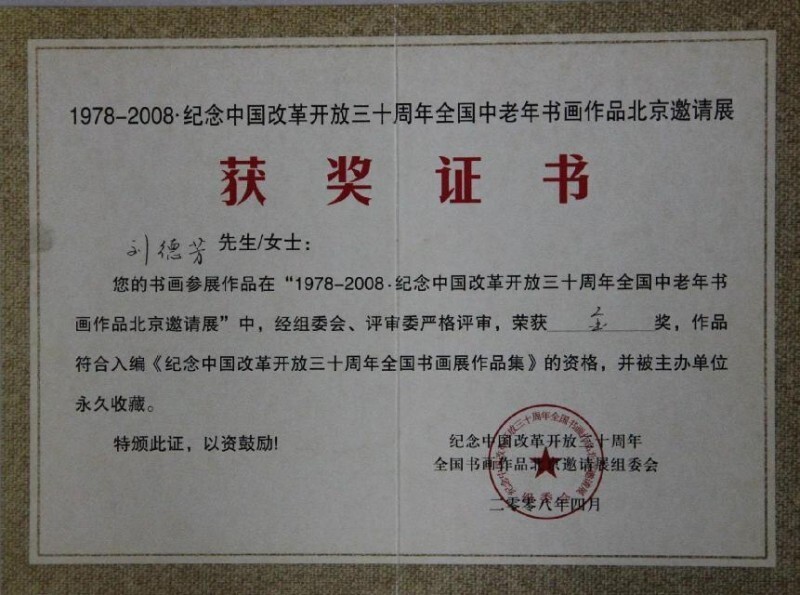 1978-2008·纪念中国改革开放三十周年全国中老年书画作品北京邀请展
获奖证书
刘德芳 先生/女士：
您的书画参展作品在“1978-2008·纪念中国改革开放三十周年全国中老年书
画作品北京邀请展”中，经组委会、评审委严格评审，荣获 金 奖，作品
符合入编《纪念中国改革开放三十周年全国书画展作品集》的资格，并被主办单位
永久收藏。
特颁此证，以资鼓励!
纪念中国改革开放三十周年
全国书画作品北京邀请展组委会
二零零八年四月
组委会